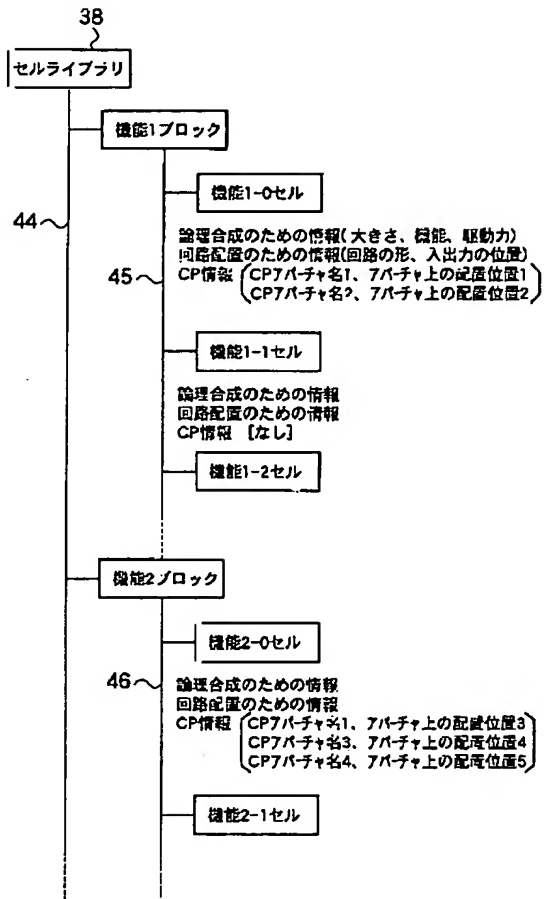 38
セルライブラリ
機能1ブロック
44
機能1-0セル
論理合成のための情報(大きさ、機能、駆動力)
回路配置のための情報(回路の形、入出力の位置)
45
CP情報 (CPアパーチャ名1、アパーチャ上の配置位置1
CPアパーチャ名2、アパーチャ上の配置位置2)
機能1-1セル
論理合成のための情報
回路配置のための情報
CP情報 [なし]
機能1-2セル
機能2ブロック
機能2-0セル
46
論理合成のための情報
回路配置のための情報
CP情報 (CPアパーチャ名1、アパーチャ上の配置位置3
CPアパーチャ名3、アパーチャ上の配置位置4
CPアパーチャ名4、アパーチャ上の配置位置5)
機能2-1セル